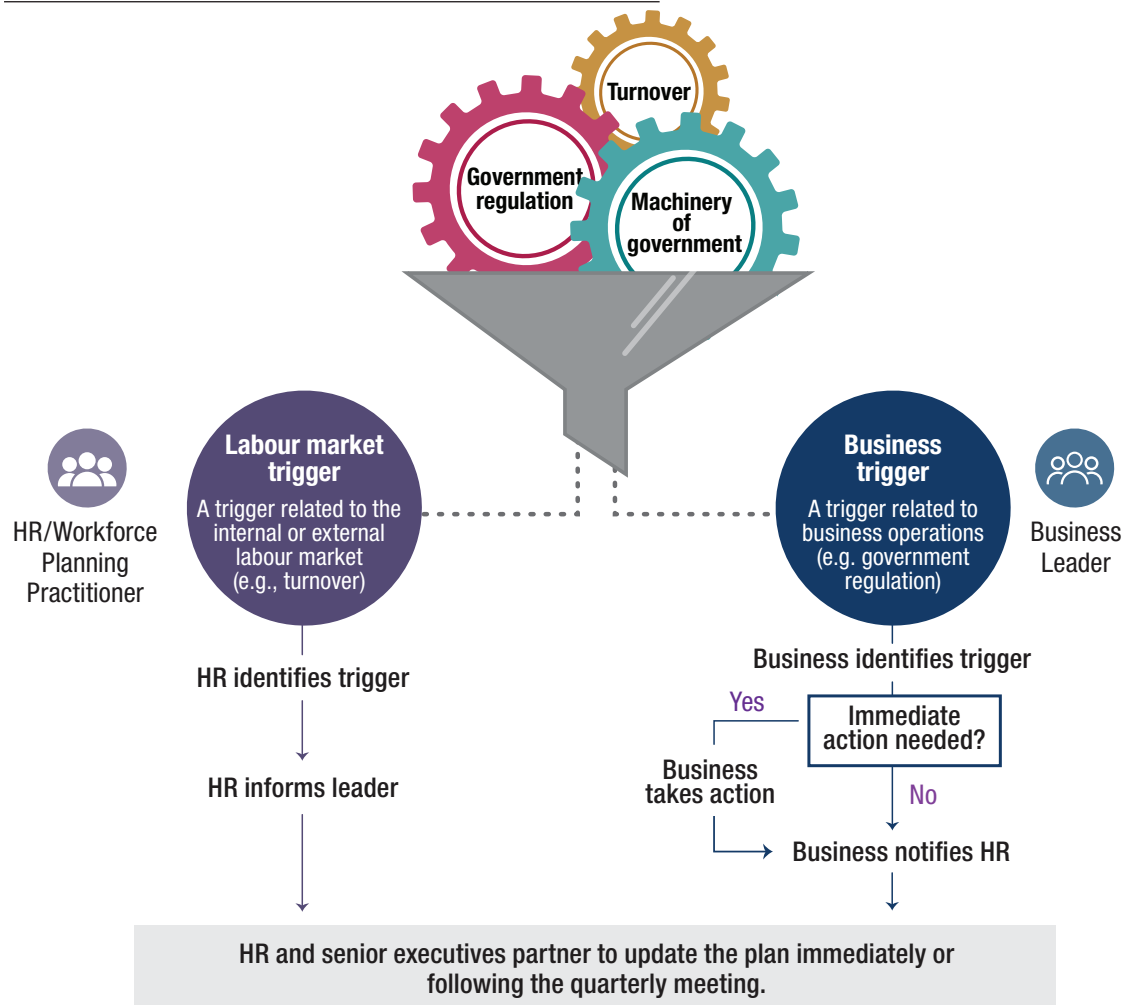 Turnover
Government
regulation
Machinery
of
government
Labour market
trigger
A trigger related to the
internal or external
labour market
(e.g., turnover)
HR/Workforce
Planning
Practitioner
Business
trigger
A trigger related to
business operations
(e.g. government
regulation)
Business
Leader
HR identifies trigger
HR informs leader
Business identifies trigger
Immediate
action needed?
Yes
No
Business
takes action
Business notifies HR
HR and senior executives partner to update the plan immediately or
following the quarterly meeting.